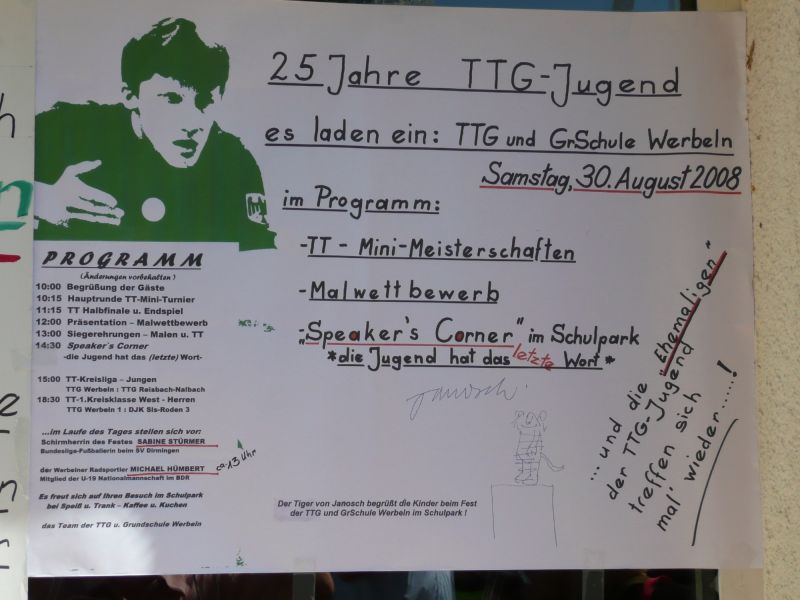 25 Jahre TTG-Jugend
es laden ein: TTG und GrSchule Werbeln
Samstag, 30. August 2008
im Programm:
- TT - Mini-Meisterschaften
- Malwettbewerb
- „Speaker's Corner" im Schulpark
*die Jugend hat das letzte Wort*
Janosch
... und die „Ehemaligen"
der TTG-Jugend
treffen sich
mal' wieder.....!
Der Tiger von Janosch begrüßt die Kinder beim Fest
der TTG und GrSchule Werbeln im Schulpark !
PROGRAMM
(Änderungen vorbehalten)
10:00 Begrüßung der Gäste
10:15 Hauptrunde TT-Mini-Turnier
11:15 TT Halbfinale u. Endspiel
12:00 Präsentation – Malwettbewerb
13:00 Siegerehrungen – Malen u. TT
14:30 Speaker's Corner
-die Jugend hat das (letzte) Wort-
15:00 TT-Kreisliga – Jungen
TTG Werbeln : TTG Reisbach-Nalbach
18:30 TT-1.Kreisklasse West - Herren
TTG Werbeln 1 : DJK Sls-Roden 3
...im Laufe des Tages stellen sich vor:
Schirmherrin des Festes SABINE STÜRMER
Bundesliga-Fußballerin beim SV Dirmingen
ca. 13 Uhr
der Werbelner Radsportler MICHAEL HÜMBERT
Mitglied der U-19 Nationalmannschaft im BDR
Es freut sich auf Ihren Besuch im Schulpark
bei Speiß u. Trank – Kaffee u. Kuchen
das Team der TTG u. Grundschule Werbeln